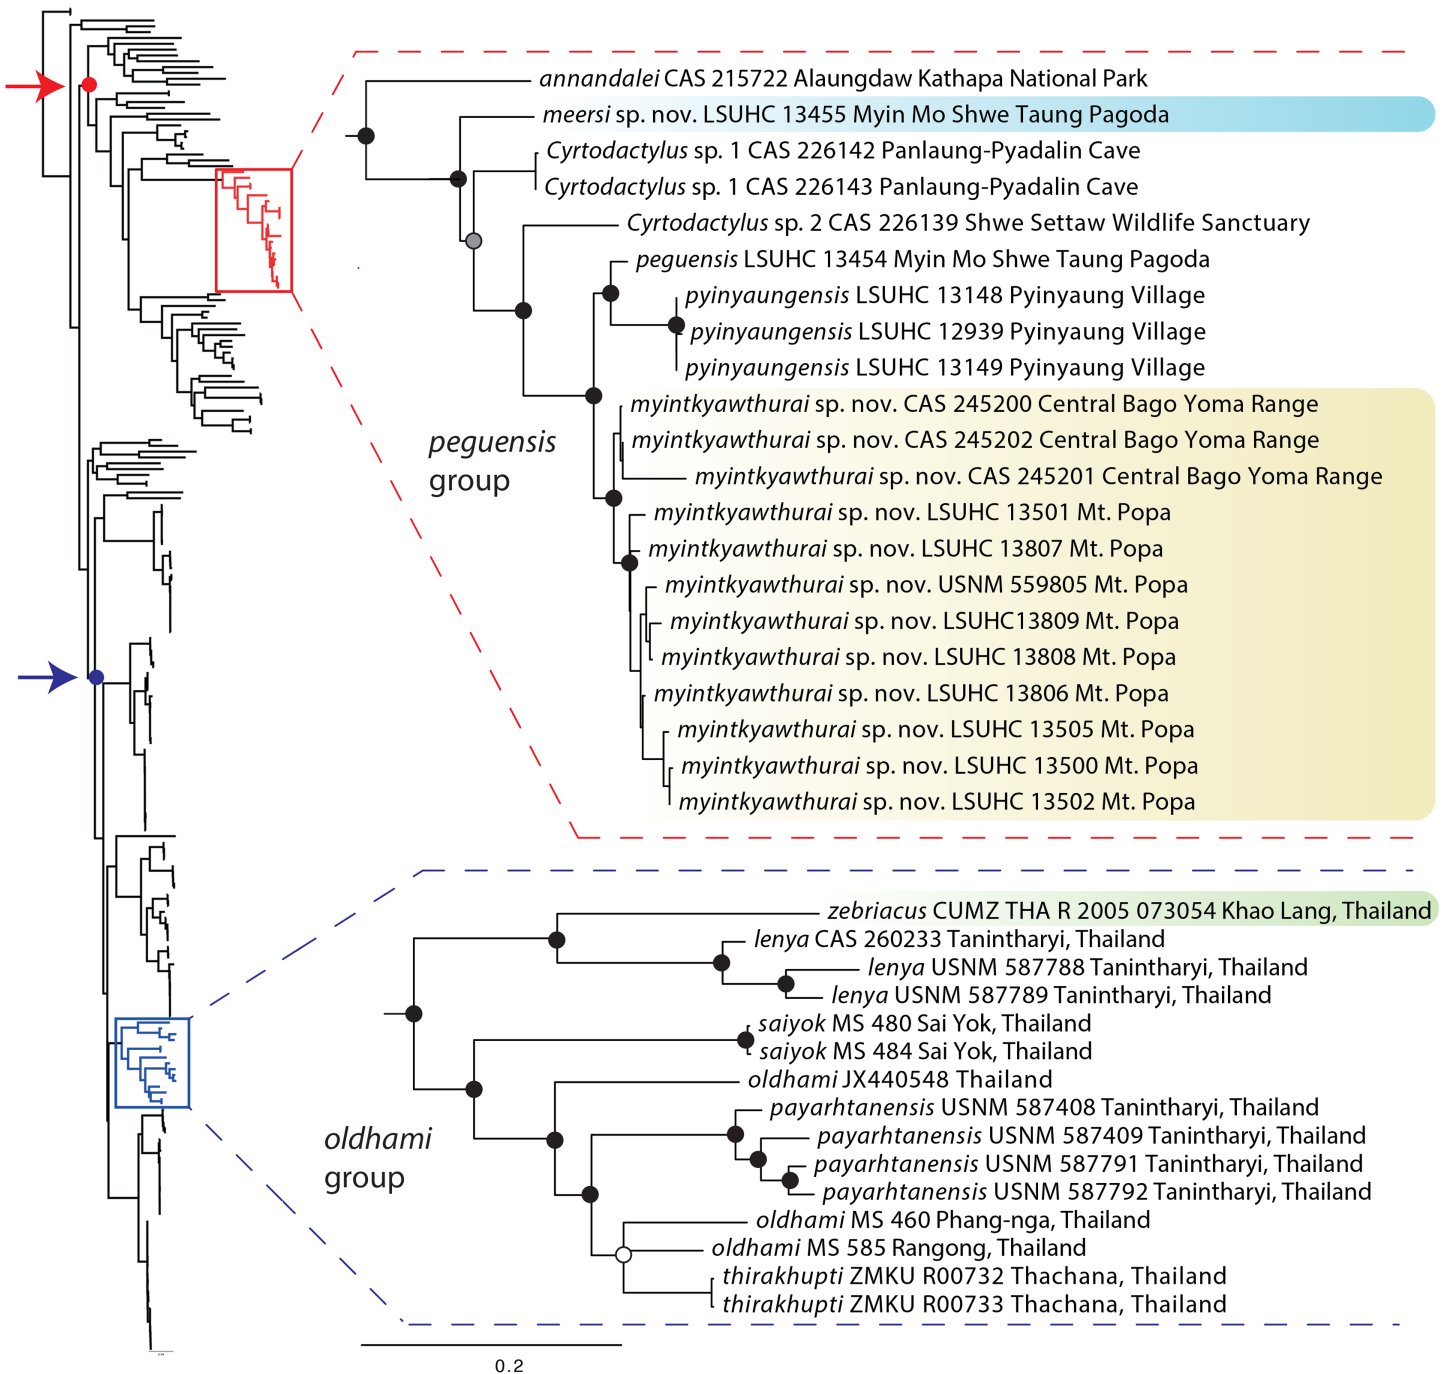 annandalei CAS 215722 Alaungdaw Kathapa National Park
meersi sp. nov. LSUHC 13455 Myin Mo Shwe Taung Pagoda
Cyrtodactylus sp. 1 CAS 226142 Panlaung-Pyadalin Cave
Cyrtodactylus sp. 1 CAS 226143 Panlaung-Pyadalin Cave
Cyrtodactylus sp. 2 CAS 226139 Shwe Settaw Wildlife Sanctuary
peguensis LSUHC 13454 Myin Mo Shwe Taung Pagoda
pyinyaungensis LSUHC 13148 Pyinyaung Village
pyinyaungensis LSUHC 12939 Pyinyaung Village
pyinyaungensis LSUHC 13149 Pyinyaung Village
myintkyawthurai sp. nov. CAS 245200 Central Bago Yoma Range
myintkyawthurai sp. nov. CAS 245202 Central Bago Yoma Range
myintkyawthurai sp. nov. CAS 245201 Central Bago Yoma Range
myintkyawthurai sp. nov. LSUHC 13501 Mt. Popa
myintkyawthurai sp. nov. LSUHC 13807 Mt. Popa
myintkyawthurai sp. nov. USNM 559805 Mt. Popa
myintkyawthurai sp. nov. LSUHC13809 Mt. Popa
myintkyawthurai sp. nov. LSUHC 13808 Mt. Popa
myintkyawthurai sp. nov. LSUHC 13806 Mt. Popa
myintkyawthurai sp. nov. LSUHC 13505 Mt. Popa
myintkyawthurai sp. nov. LSUHC 13500 Mt. Popa
myintkyawthurai sp. nov. LSUHC 13502 Mt. Popa
peguensis
group
zebriacus CUMZ THA R 2005 073054 Khao Lang, Thailand
lenya CAS 260233 Tanintharyi, Thailand
lenya USNM 587788 Tanintharyi, Thailand
lenya USNM 587789 Tanintharyi, Thailand
saiyok MS 480 Sai Yok, Thailand
saiyok MS 484 Sai Yok, Thailand
oldhami JX440548 Thailand
payarhtanensis USNM 587408 Tanintharyi, Thailand
payarhtanensis USNM 587409 Tanintharyi, Thailand
payarhtanensis USNM 587791 Tanintharyi, Thailand
payarhtanensis USNM 587792 Tanintharyi, Thailand
oldhami MS 460 Phang-nga, Thailand
oldhami MS 585 Rangong, Thailand
thirakhupti ZMKU R00732 Thachana, Thailand
thirakhupti ZMKU R00733 Thachana, Thailand
oldhami
group
0.2